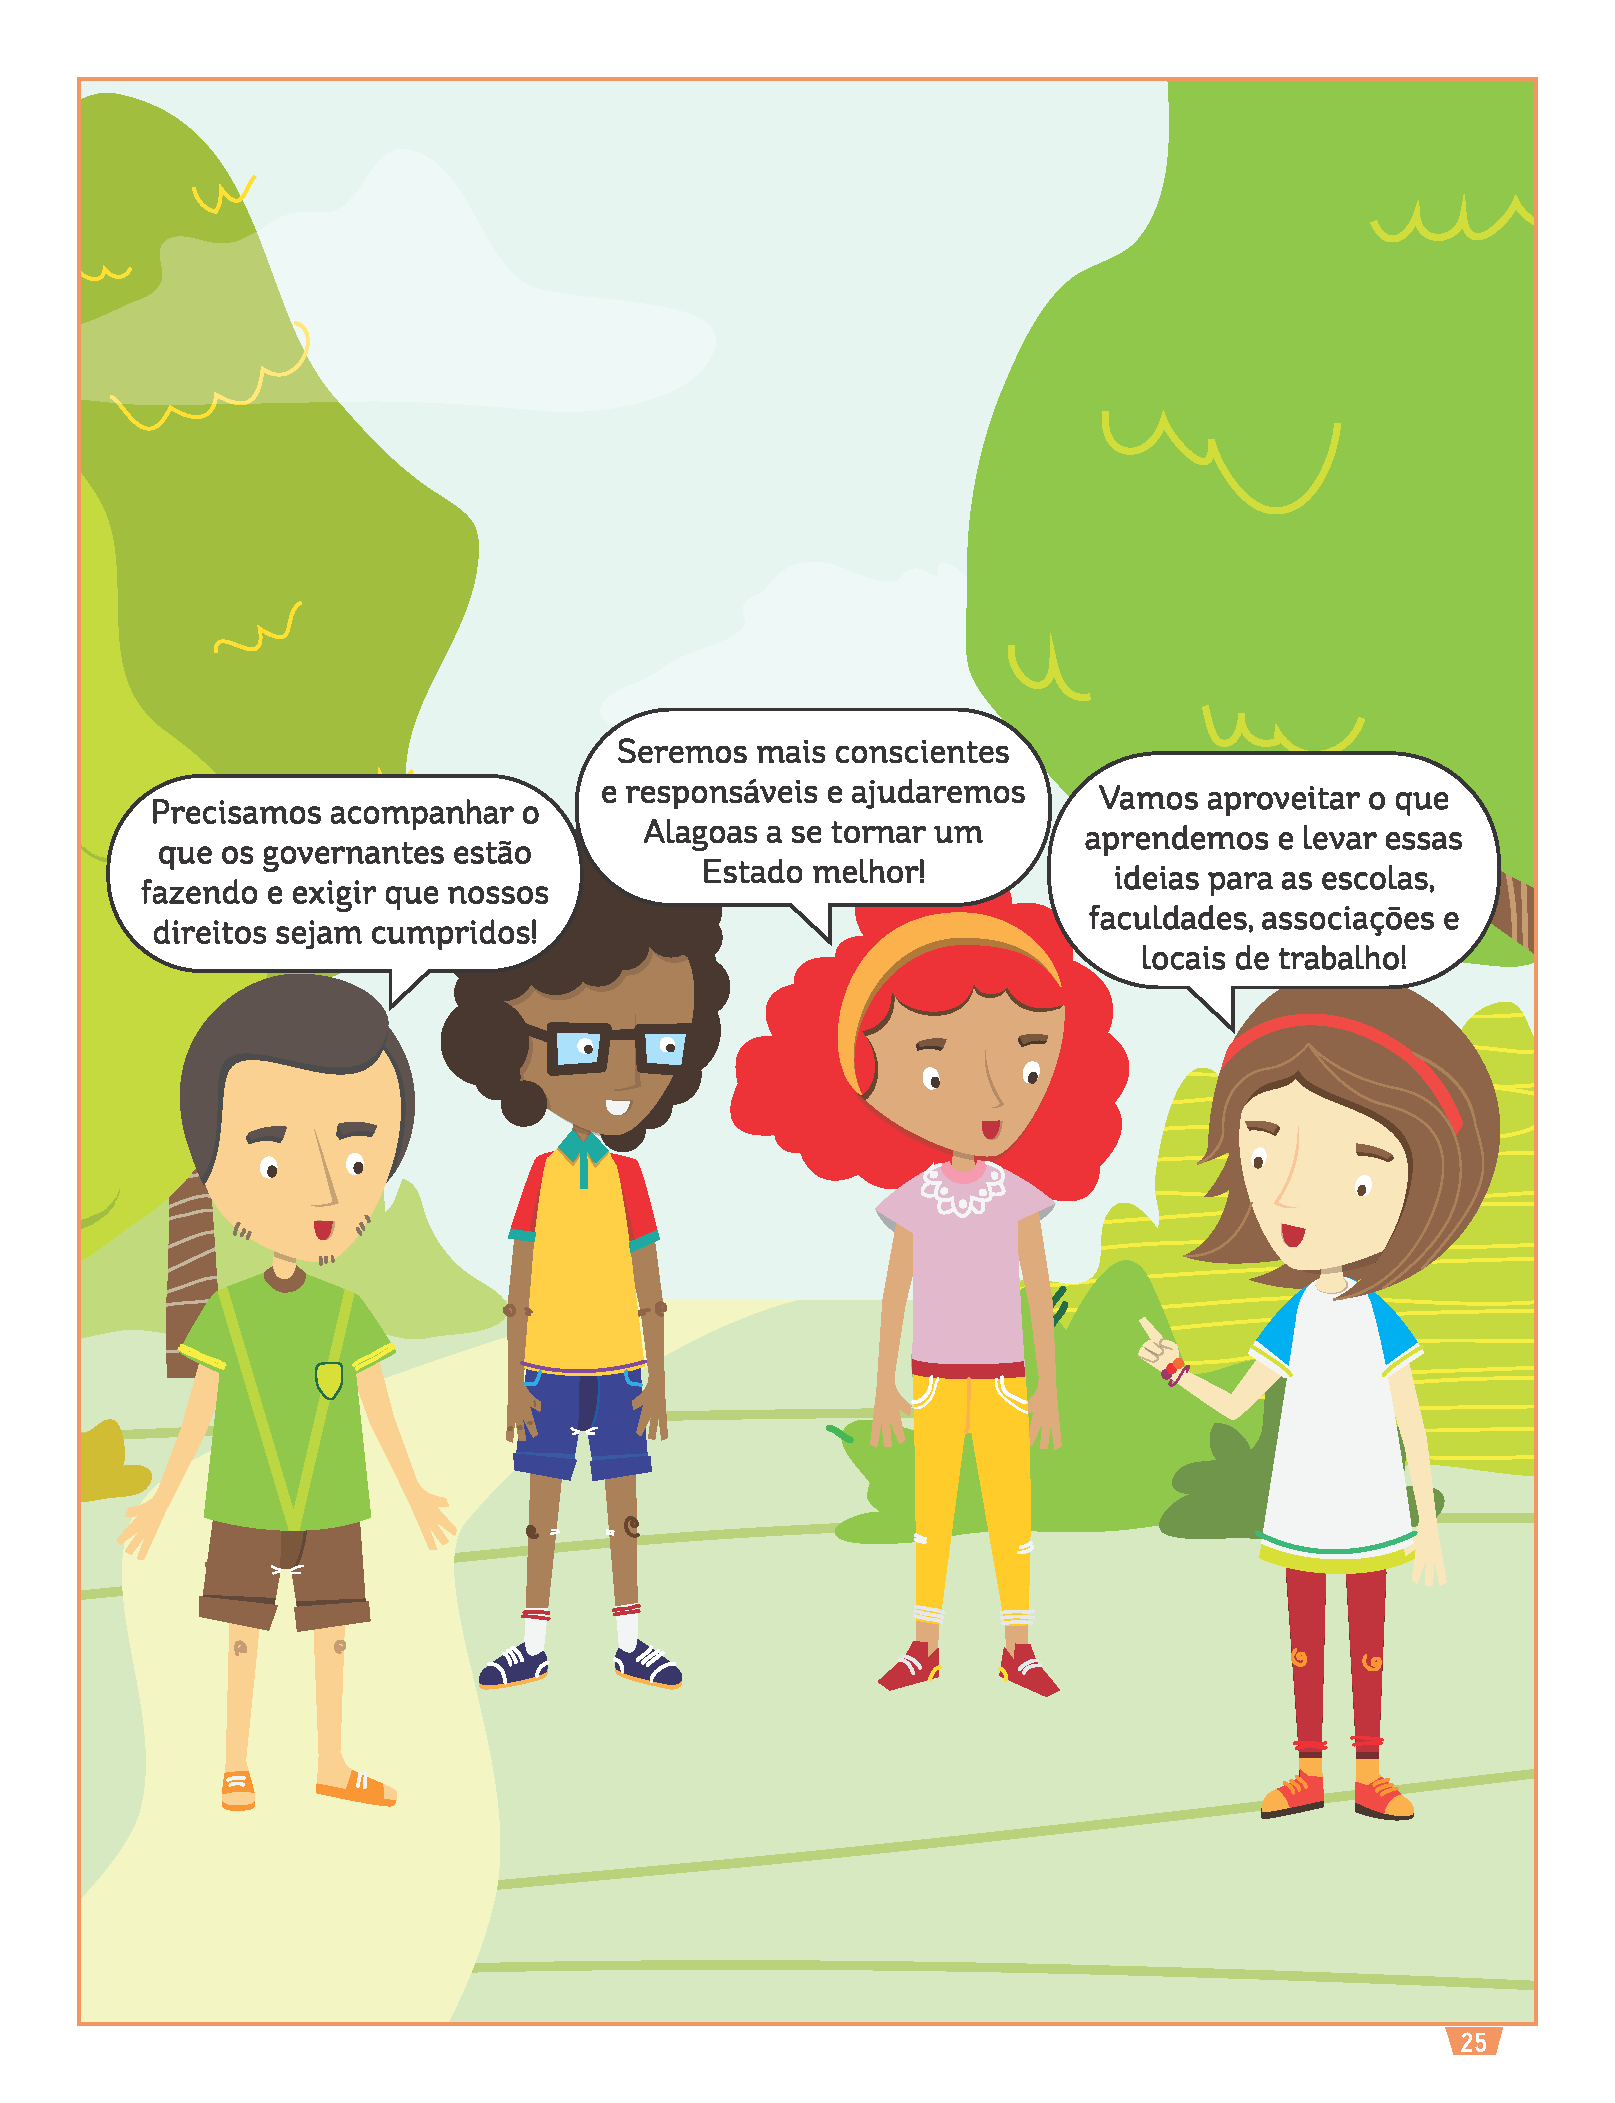 Precisamos acompanhar o
que os governantes estão
fazendo e exigir que nossos
direitos sejam cumpridos!
Seremos mais conscientes
e responsáveis e ajudaremos
Alagoas a se tornar um
Estado melhor!
Vamos aproveitar o que
aprendemos e levar essas
ideias para as escolas,
faculdades, associações e
locais de trabalho!
25